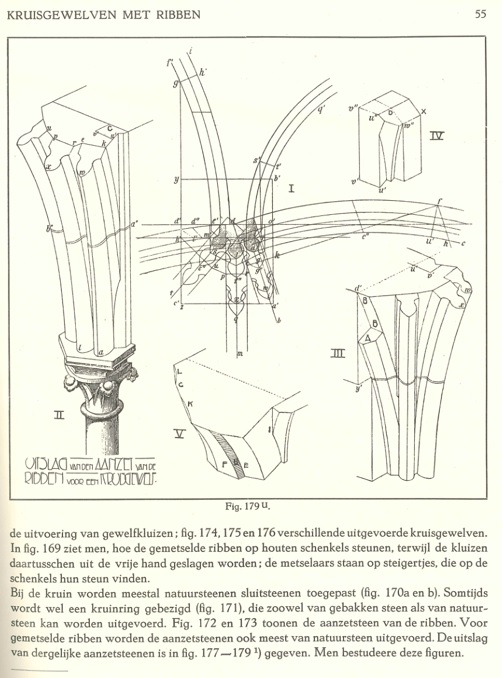 KRUISGEWELVEN MET RIBBEN 55
I
II
III
IV
V
UITSLAG VAN DEN AANZET VAN DE
RIBBEN VOOR EEN KRUISGEWELF.
Fig. 179 U.
de uitvoering van gewelfkluizen; fig. 174, 175 en 176 verschillende uitgevoerde kruisgewelven.
In fig. 169 ziet men, hoe de gemetselde ribben op houten schenkels steunen, terwijl de kluizen
daartusschen uit de vrije hand geslagen worden; de metselaars staan op steigertjes, die op de
schenkels hun steun vinden.
Bij de kruin worden meestal natuursteenen sluitsteenen toegepast (fig. 170a en b). Somtijds
wordt wel een kruinring gebezigd (fig. 171), die zoowel van gebakken steen als van natuur-
steen kan worden uitgevoerd. Fig. 172 en 173 toonen de aanzetsteen van de ribben. Voor
gemetselde ribben worden de aanzetsteenen ook meest van natuursteen uitgevoerd. De uitslag
van dergelijke aanzetsteenen is in fig. 177—179 ¹) gegeven. Men bestudeere deze figuren.